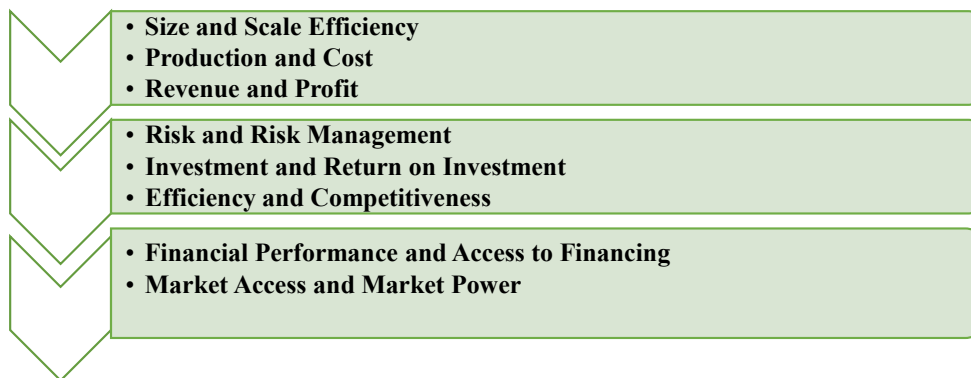 • Size and Scale Efficiency
• Production and Cost
• Revenue and Profit
• Risk and Risk Management
• Investment and Return on Investment
• Efficiency and Competitiveness
• Financial Performance and Access to Financing
• Market Access and Market Power